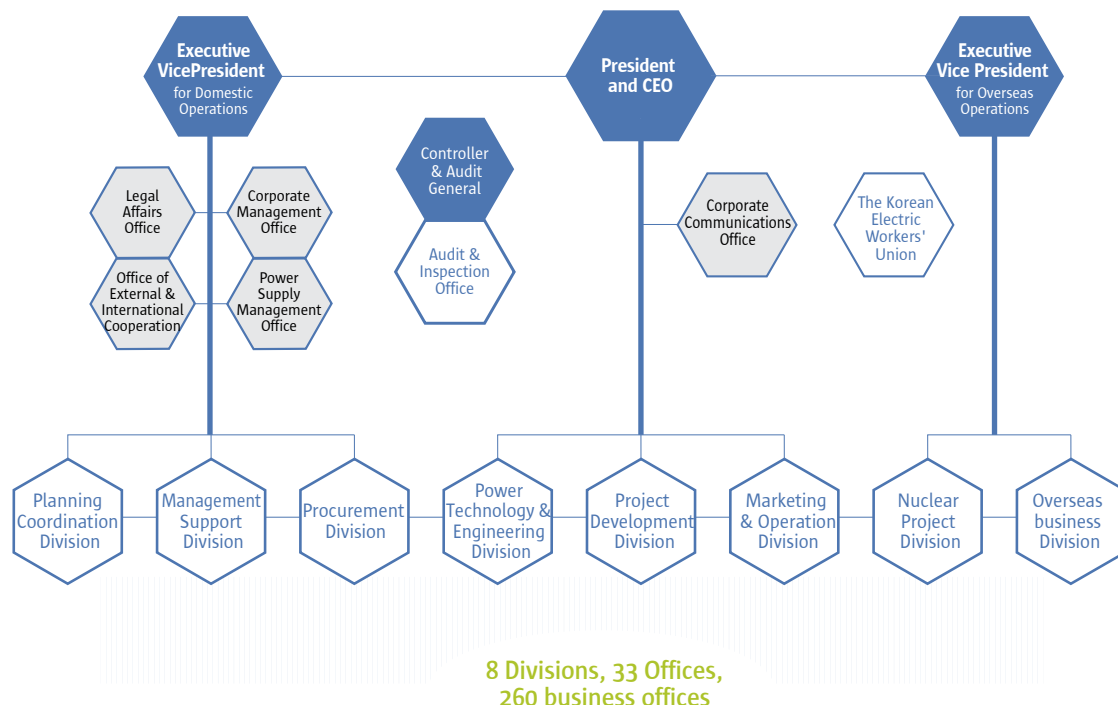 Executive
VicePresident
for Domestic
Operations
President
and CEO
Executive
Vice President
for Overseas
Operations
Controller
& Audit
General
Legal
Affairs
Office
Corporate
Management
Office
Corporate
Communications
Office
The Korean
Electric
Workers'
Union
Audit &
Inspection
Office
Office of
External &
International
Cooperation
Power
Supply
Management
Office
Planning
Coordination
Division
Management
Support
Division
Procurement
Division
Power
Technology &
Engineering
Division
Project
Development
Division
Marketing
& Operation
Division
Nuclear
Project
Division
Overseas
business
Division
8 Divisions, 33 Offices,
260 business offices